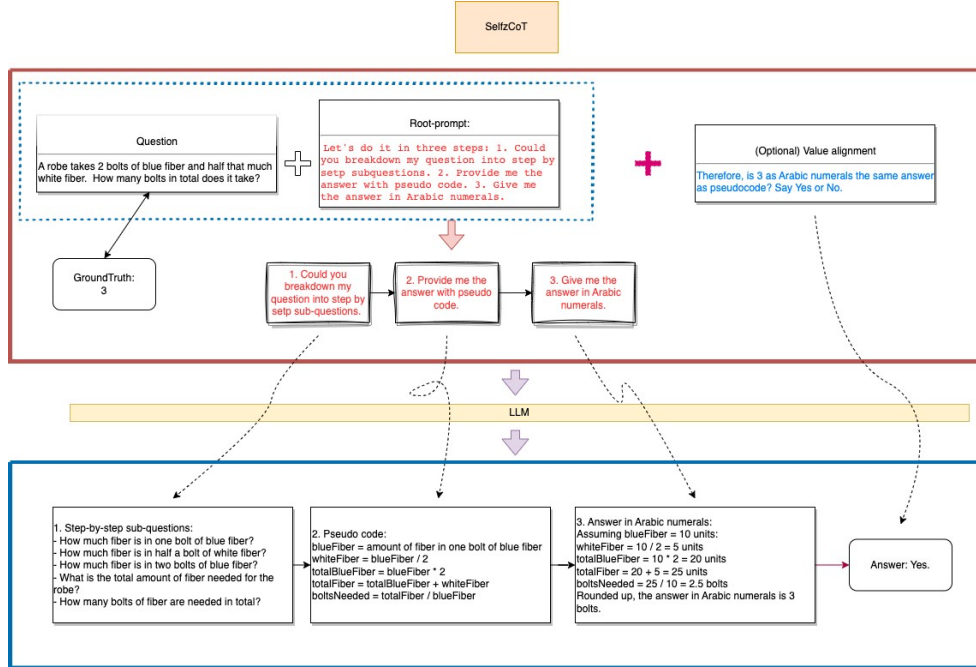 SelfzCoT
Question
A robe takes 2 bolts of blue fiber and half that much
white fiber. How many bolts in total does it take?
Root-prompt:
Let's do it in three steps: 1. Could
you breakdown my question into step by
setp subquestions. 2. Provide me the
answer with pseudo code. 3. Give me
the answer in Arabic numerals.
(Optional) Value alignment
Therefore, is 3 as Arabic numerals the same answer
as pseudocode? Say Yes or No.
GroundTruth:
3
1. Could you
breakdown my
question into step by
setp sub-questions.
2. Provide me the
answer with pseudo
code.
3. Give me the
answer in Arabic
numerals.
LLM
1. Step-by-step sub-questions:
- How much fiber is in one bolt of blue fiber?
- How much fiber is in half a bolt of white fiber?
- How much fiber is in two bolts of blue fiber?
- What is the total amount of fiber needed for the
robe?
- How many bolts of fiber are needed in total?
2. Pseudo code:
blueFiber = amount of fiber in one bolt of blue fiber
whiteFiber = blueFiber / 2
totalBlueFiber = blueFiber * 2
totalFiber = totalBlueFiber + whiteFiber
boltsNeeded = totalFiber / blueFiber
3. Answer in Arabic numerals:
Assuming blueFiber = 10 units:
whiteFiber = 10 / 2 = 5 units
totalBlueFiber = 10 * 2 = 20 units
totalFiber = 20 + 5 = 25 units
boltsNeeded = 25 / 10 = 2.5 bolts
Rounded up, the answer in Arabic numerals is 3
bolts.
Answer: Yes.